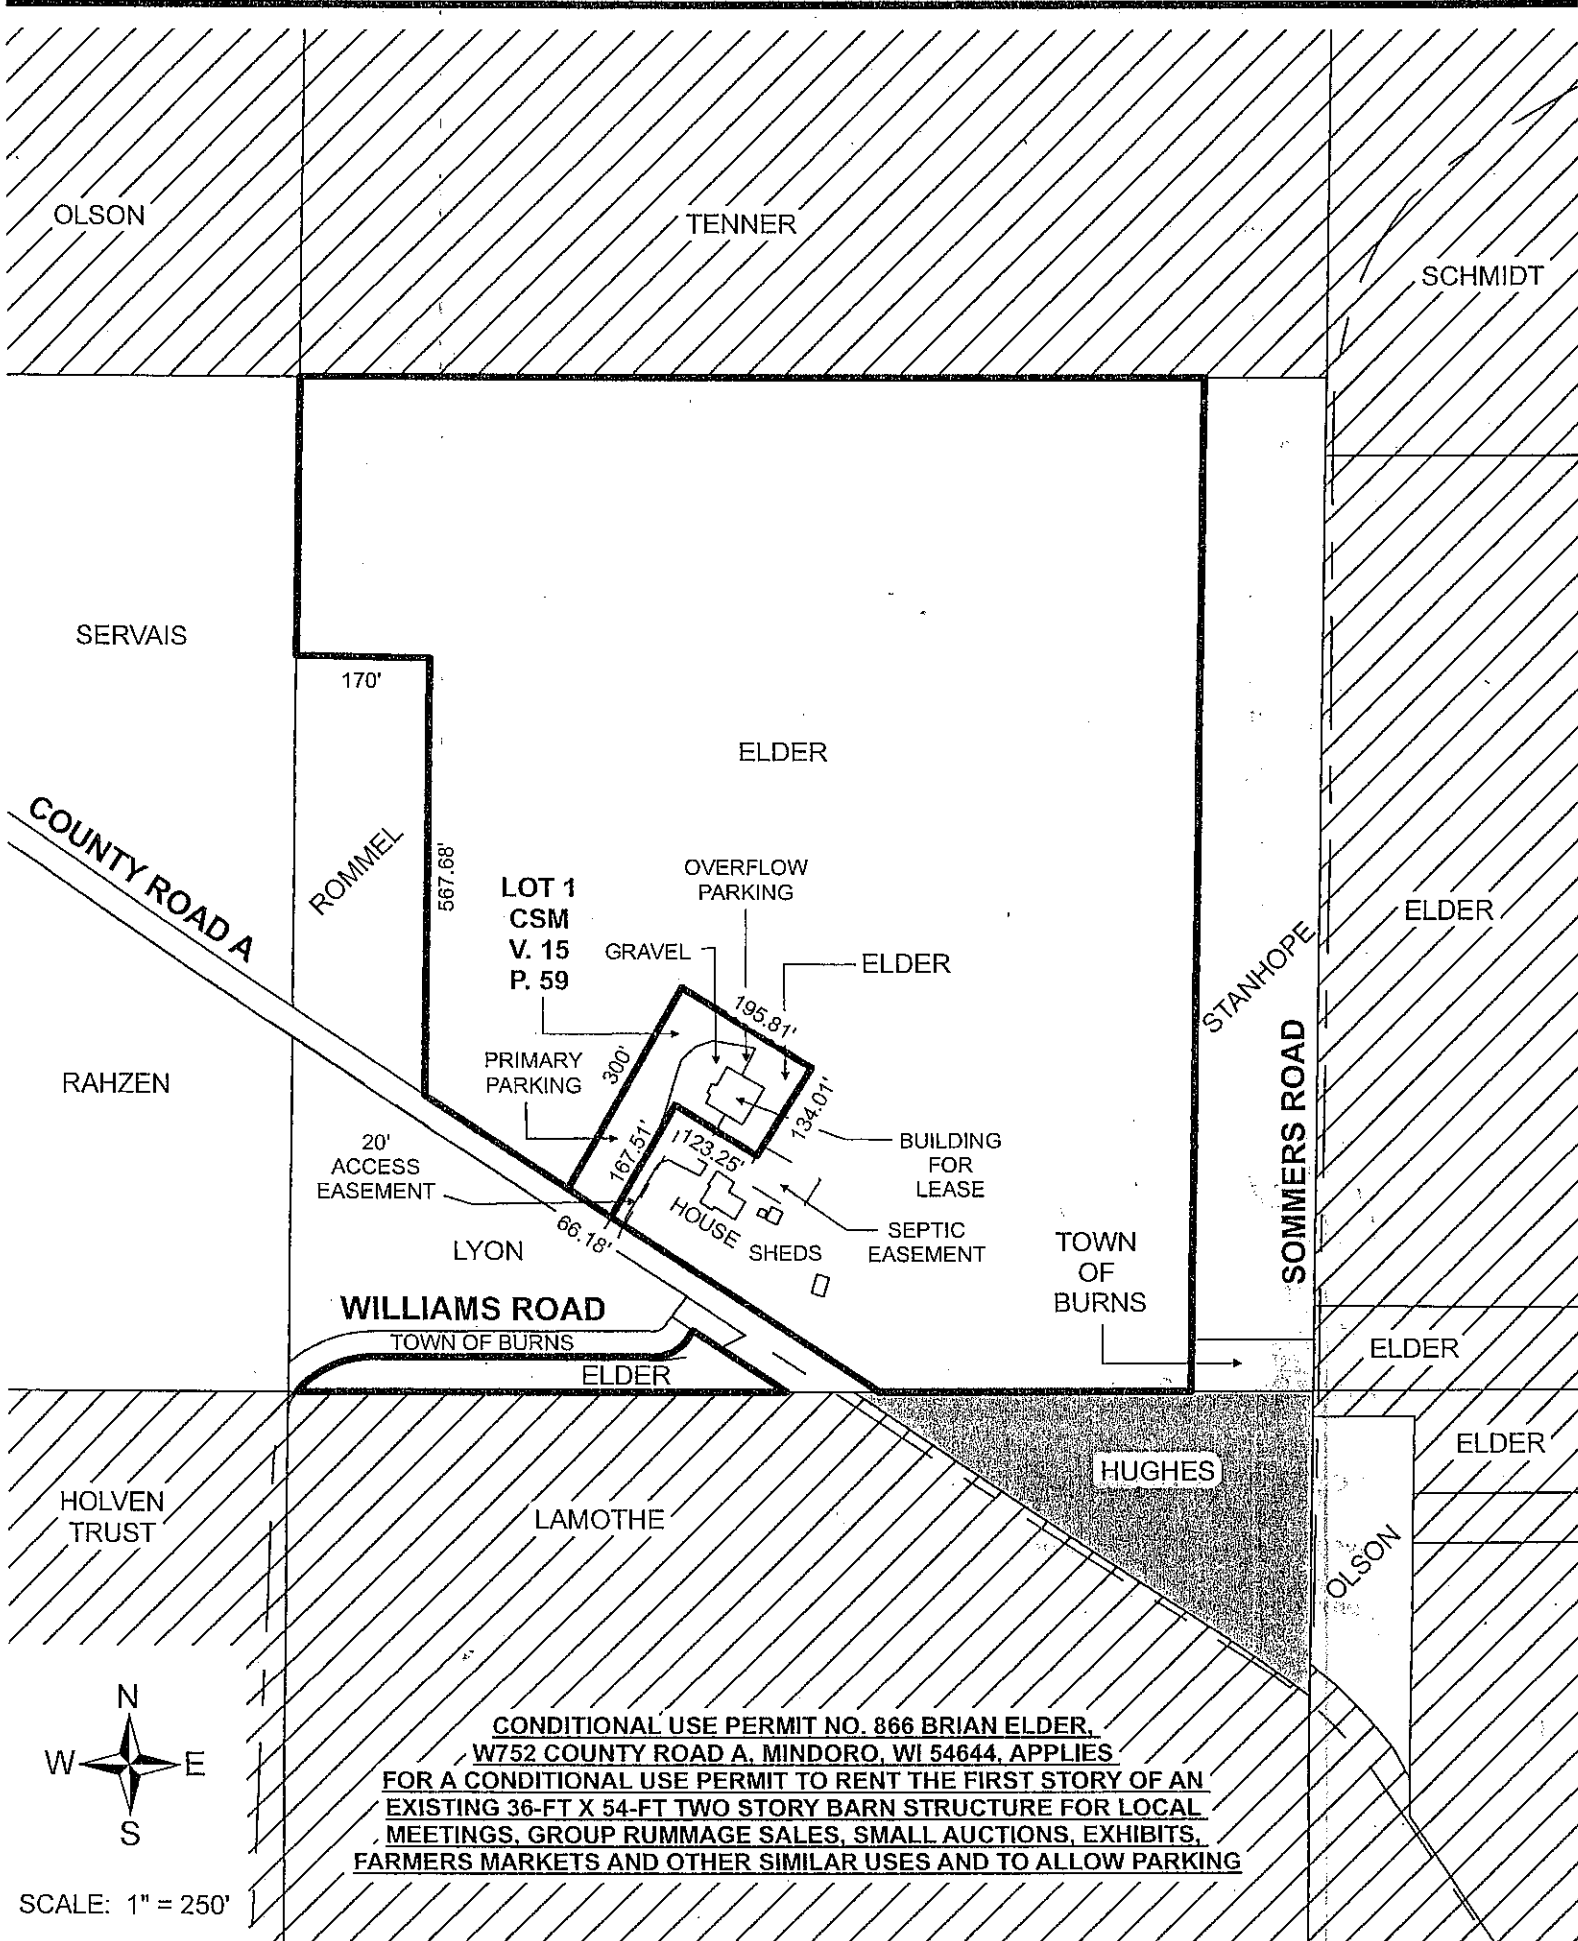 OLSON
TENNER
SCHMIDT
SERVAIS
170'
ELDER
COUNTY ROAD A
ROMMEL
567.68'
OVERFLOW
PARKING
LOT 1
CSM
V. 15
P. 59
GRAVEL
ELDER
ELDER
STANHOPE
195.81'
PRIMARY
PARKING
300'
RAHZEN
134.01'
SOMMERS ROAD
167.51'
123.25'
BUILDING
FOR
LEASE
20'
ACCESS
EASEMENT
66.18'
HOUSE
SHEDS
SEPTIC
EASEMENT
LYON
TOWN
OF
BURNS
WILLIAMS ROAD
TOWN OF BURNS
ELDER
ELDER
ELDER
HUGHES
HOLVEN
TRUST
LAMOTHE
OLSON
N
W E
S
SCALE: 1" = 250'
CONDITIONAL USE PERMIT NO. 866 BRIAN ELDER,
W752 COUNTY ROAD A, MINDORO, WI 54644, APPLIES
FOR A CONDITIONAL USE PERMIT TO RENT THE FIRST STORY OF AN
EXISTING 36-FT X 54-FT TWO STORY BARN STRUCTURE FOR LOCAL
MEETINGS, GROUP RUMMAGE SALES, SMALL AUCTIONS, EXHIBITS,
FARMERS MARKETS AND OTHER SIMILAR USES AND TO ALLOW PARKING